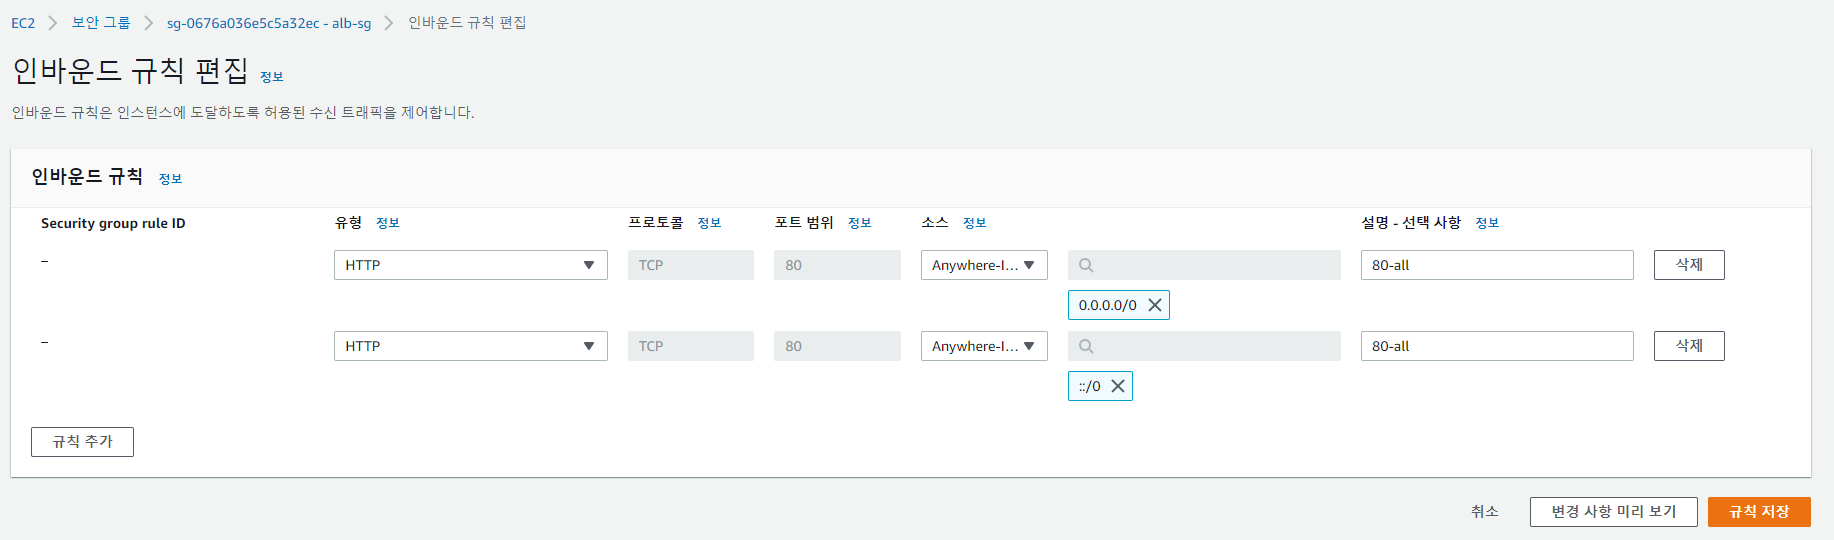 EC2 > 보안 그룹 > sg-0676a036e5c5a32ec - alb-sg > 인바운드 규칙 편집
인바운드 규칙 편집 정보
인바운드 규칙은 인스턴스에 도달하도록 허용된 수신 트래픽을 제어합니다.
인바운드 규칙 정보
Security group rule ID 유형 정보 프로토콜 정보 포트 범위 정보 소스 정보 설명 - 선택 사항 정보
– HTTP TCP 80 Anywhere-I... 80-all 삭제
0.0.0.0/0
– HTTP TCP 80 Anywhere-I... 80-all 삭제
::/0
규칙 추가
취소 변경 사항 미리 보기 규칙 저장